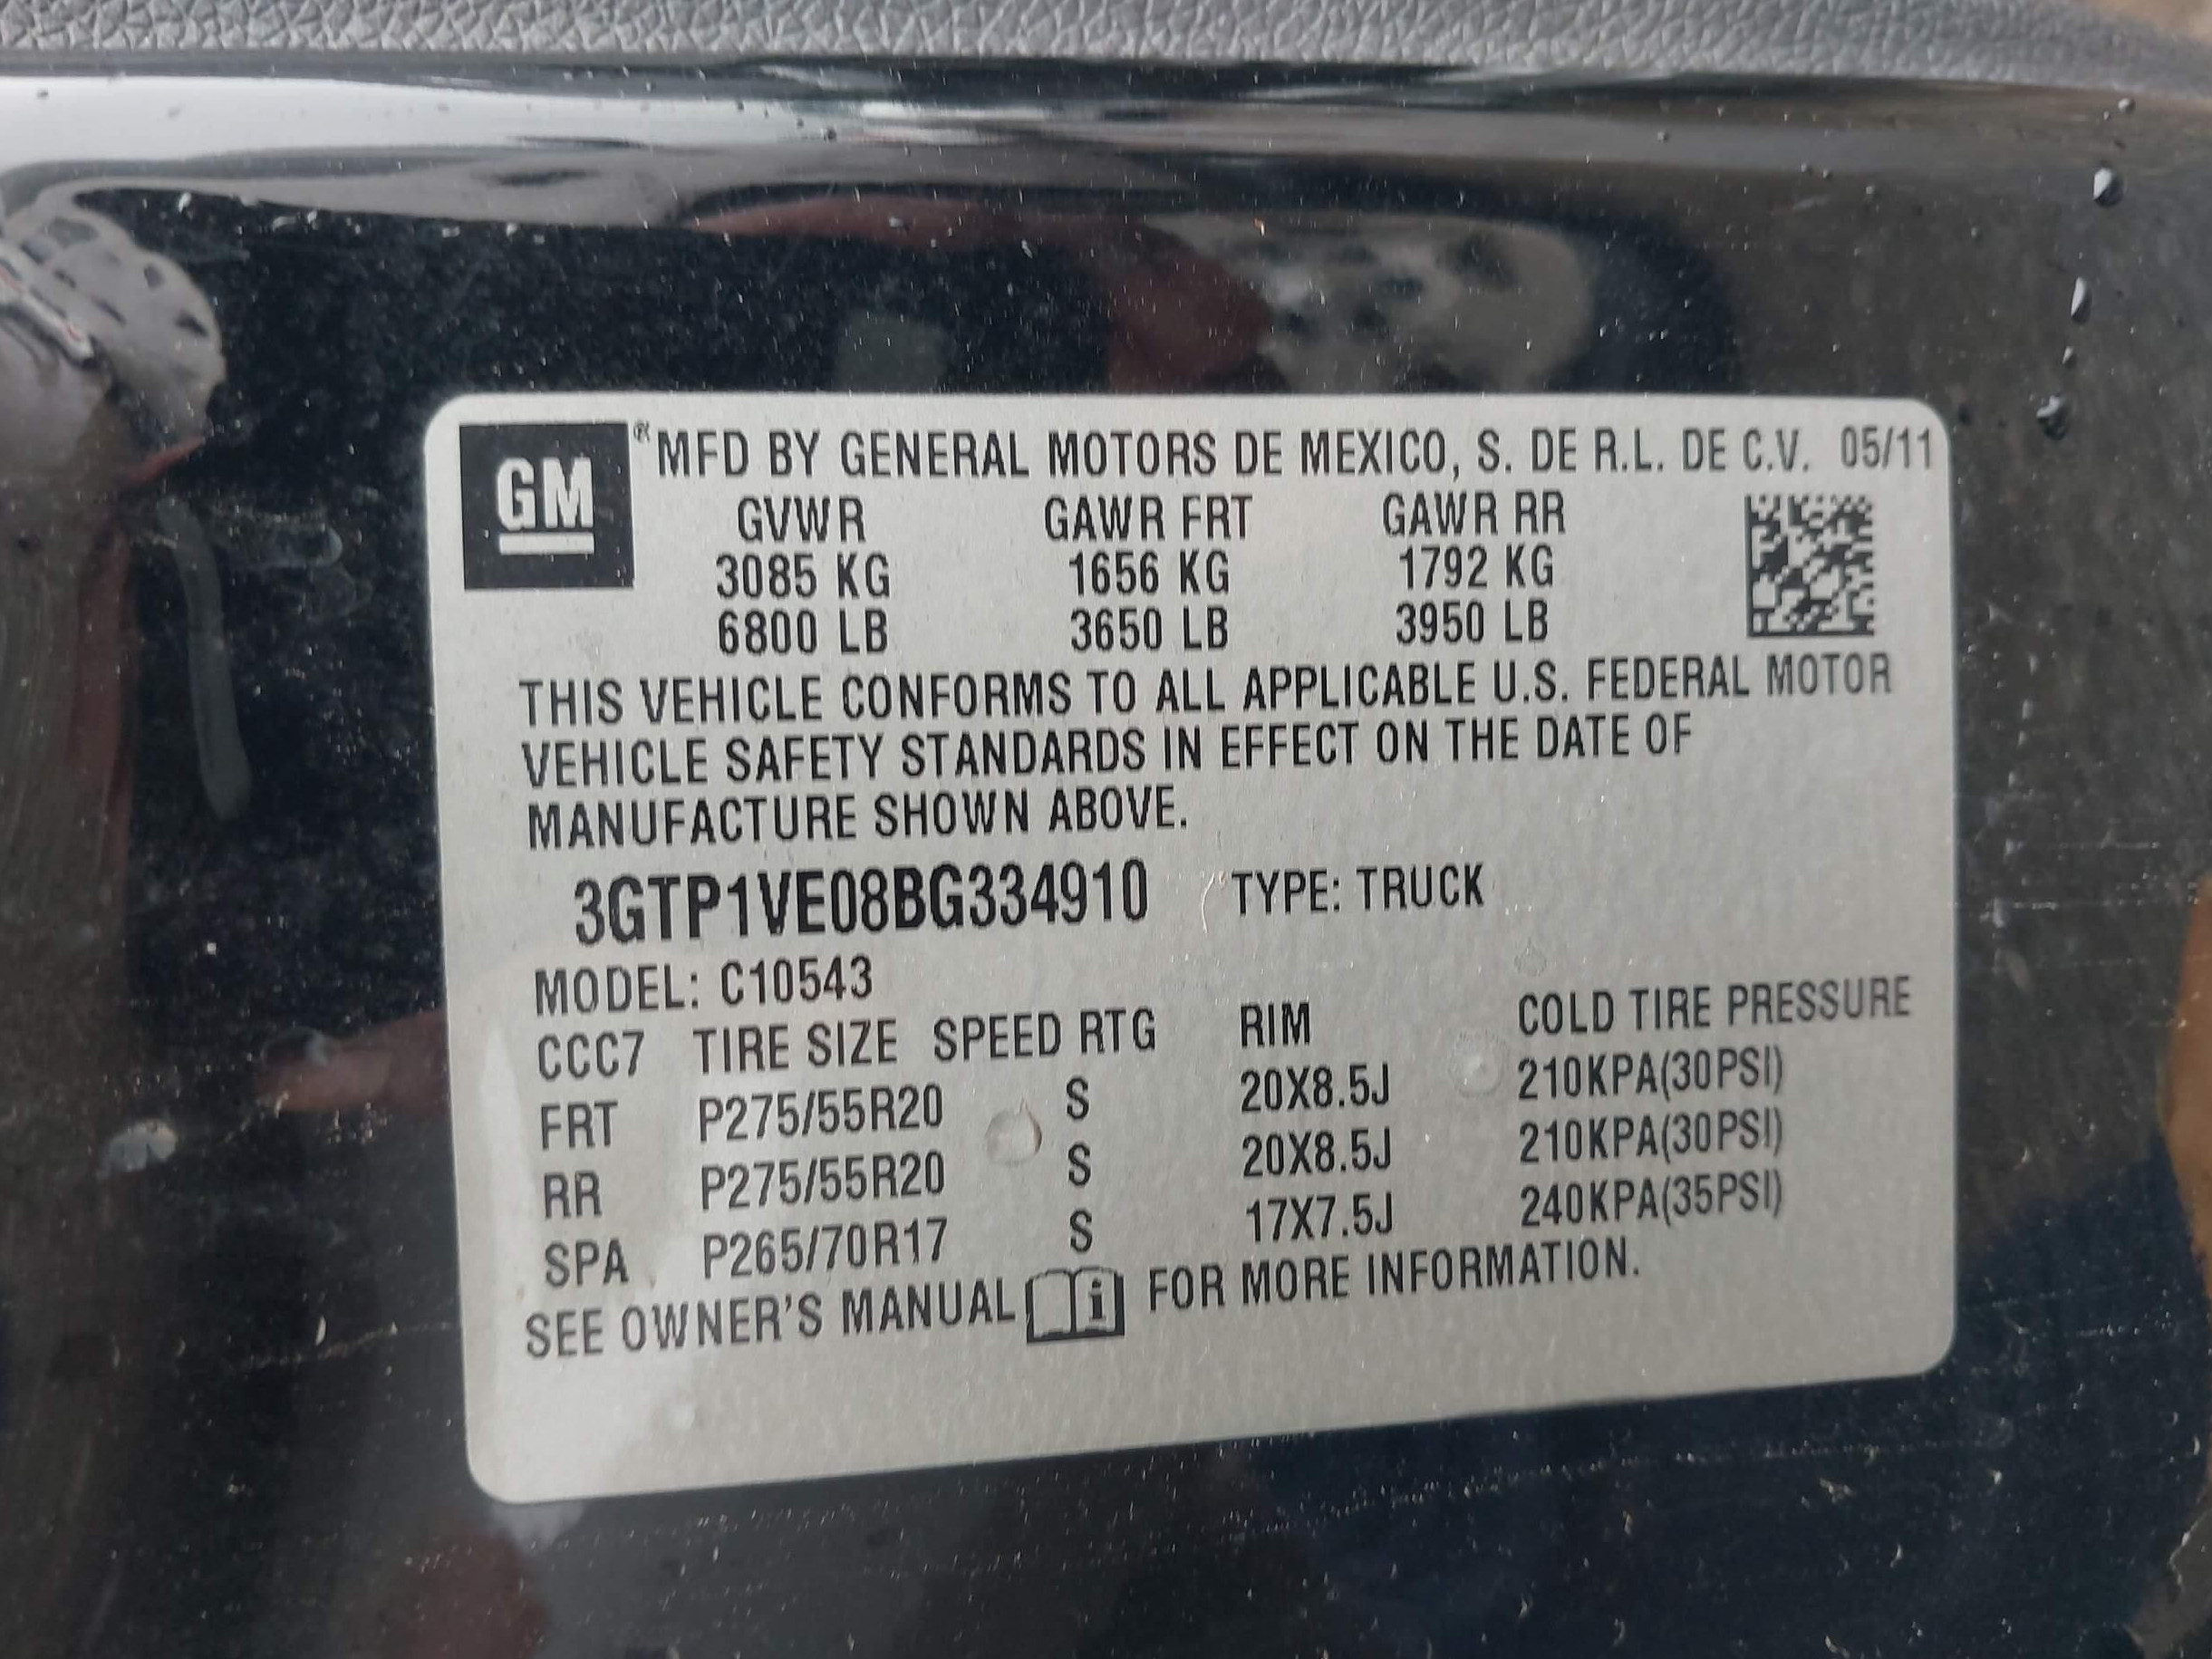 GM ® MFD BY GENERAL MOTORS DE MEXICO, S. DE R.L. DE C.V. 05/11
GVWR GAWR FRT GAWR RR
3085 KG 1656 KG 1792 KG
6800 LB 3650 LB 3950 LB
THIS VEHICLE CONFORMS TO ALL APPLICABLE U.S. FEDERAL MOTOR
VEHICLE SAFETY STANDARDS IN EFFECT ON THE DATE OF
MANUFACTURE SHOWN ABOVE.
3GTP1VE08BG334910 TYPE: TRUCK
MODEL: C10543
CCC7 TIRE SIZE SPEED RTG RIM COLD TIRE PRESSURE
FRT P275/55R20 S 20X8.5J 210KPA(30PSI)
RR P275/55R20 S 20X8.5J 210KPA(30PSI)
SPA P265/70R17 S 17X7.5J 240KPA(35PSI)
SEE OWNER'S MANUAL i FOR MORE INFORMATION.